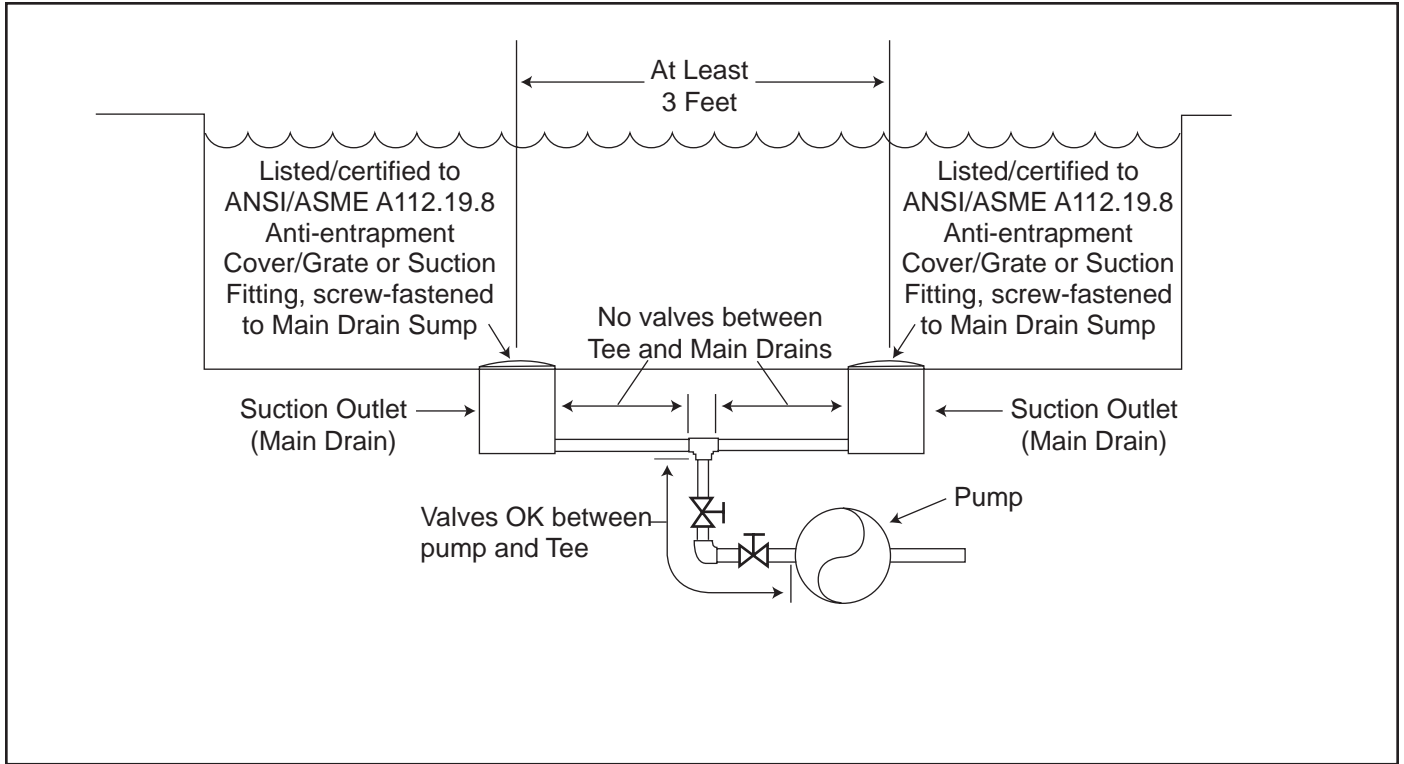 At Least
3 Feet
Listed/certified to
ANSI/ASME A112.19.8
Anti-entrapment
Cover/Grate or Suction
Fitting, screw-fastened
to Main Drain Sump
Listed/certified to
ANSI/ASME A112.19.8
Anti-entrapment
Cover/Grate or Suction
Fitting, screw-fastened
to Main Drain Sump
No valves between
Tee and Main Drains
Suction Outlet
(Main Drain)
Suction Outlet
(Main Drain)
Valves OK between
pump and Tee
Pump